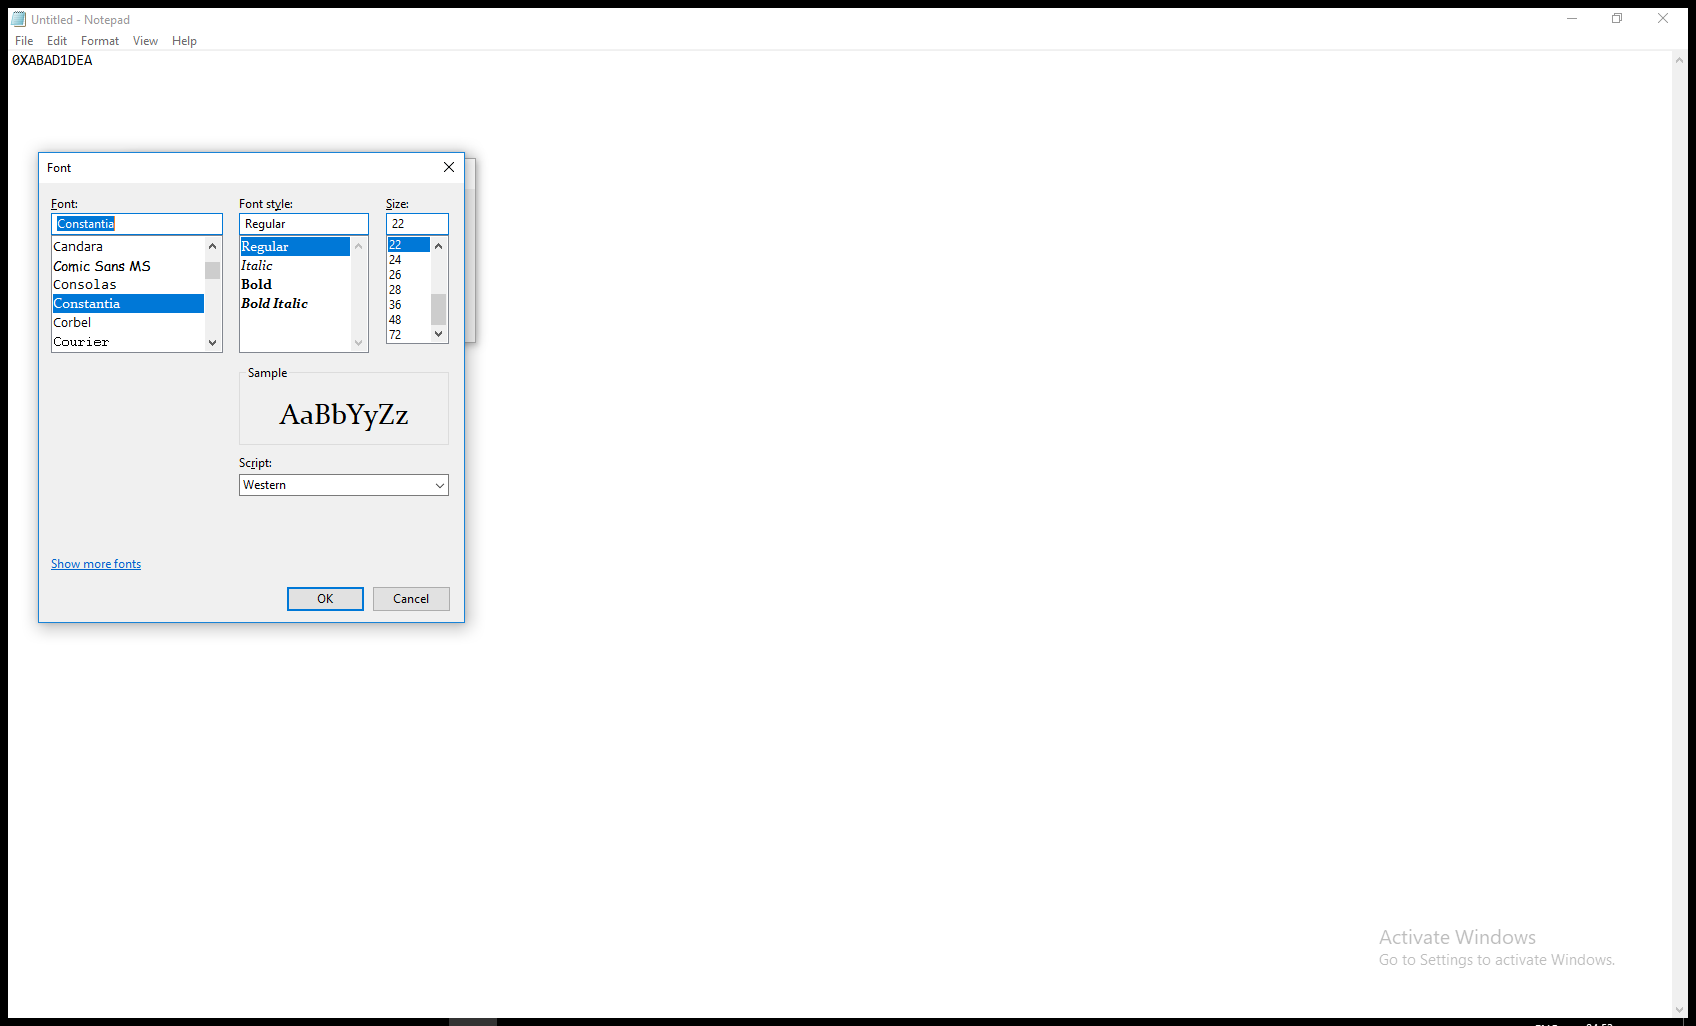 Untitled - Notepad
File Edit Format View Help
0XABAD1DEA
Font
Font: Font style: Size:
Constantia Regular 22
Candara
Comic Sans MS
Consolas
Constantia
Corbel
Courier
Regular
Italic
Bold
Bold Italic
22
24
26
28
36
48
72
Sample
AaBbYyZz
Script:
Western
Show more fonts
OK Cancel
Activate Windows
Go to Settings to activate Windows.